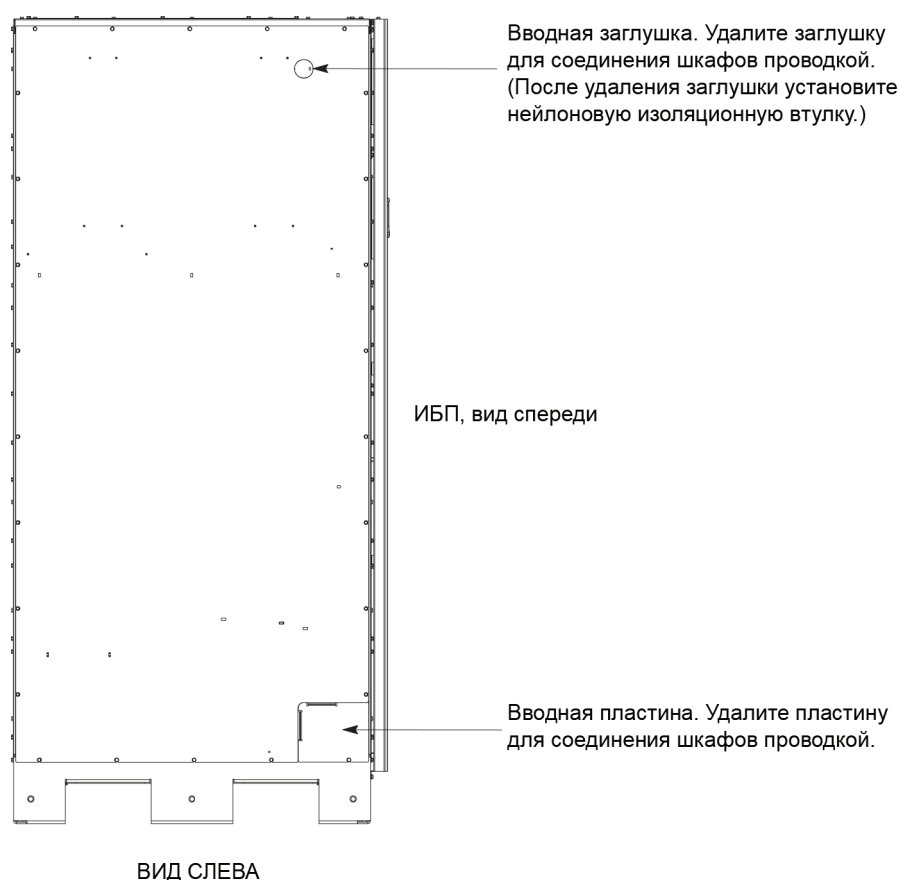 Вводная заглушка. Удалите заглушку
для соединения шкафов проводкой.
(После удаления заглушки установите
нейлоновую изоляционную втулку.)
ИБП, вид спереди
Вводная пластина. Удалите пластину
для соединения шкафов проводкой.
ВИД СЛЕВА